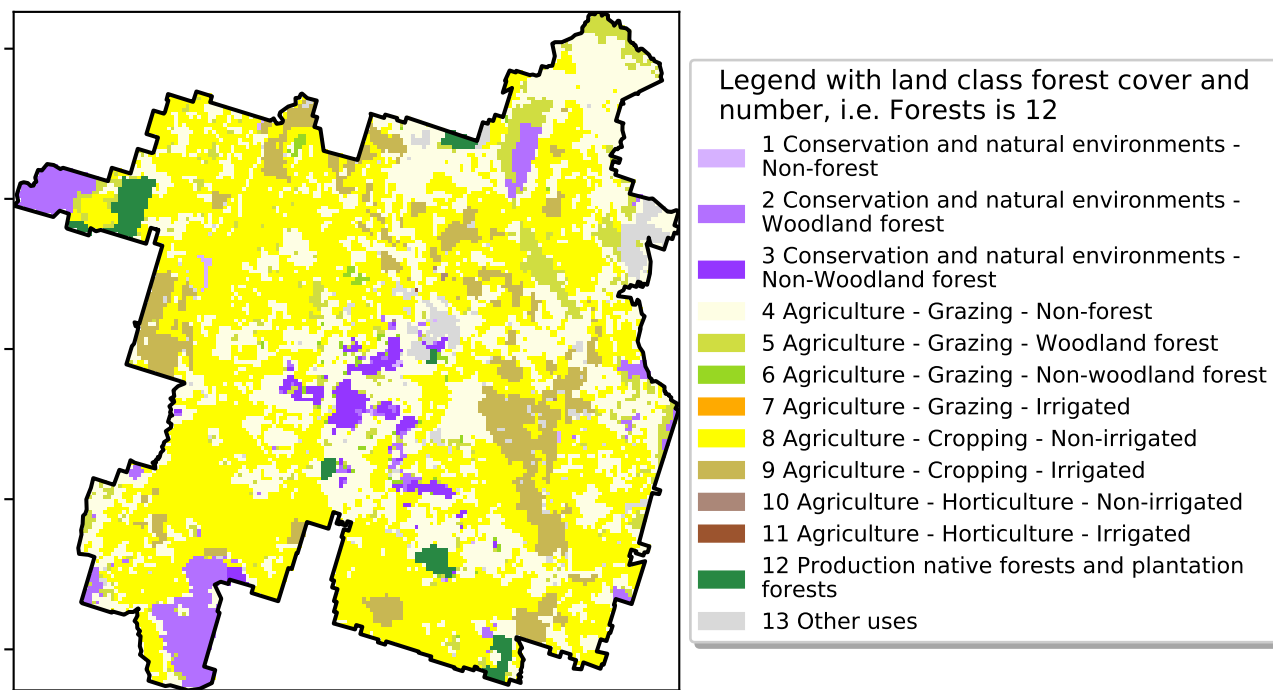 Legend with land class forest cover and
number, i.e. Forests is 12
1 Conservation and natural environments -
Non-forest
2 Conservation and natural environments -
Woodland forest
3 Conservation and natural environments -
Non-Woodland forest
4 Agriculture - Grazing - Non-forest
5 Agriculture - Grazing - Woodland forest
6 Agriculture - Grazing - Non-woodland forest
7 Agriculture - Grazing - Irrigated
8 Agriculture - Cropping - Non-irrigated
9 Agriculture - Cropping - Irrigated
10 Agriculture - Horticulture - Non-irrigated
11 Agriculture - Horticulture - Irrigated
12 Production native forests and plantation
forests
13 Other uses